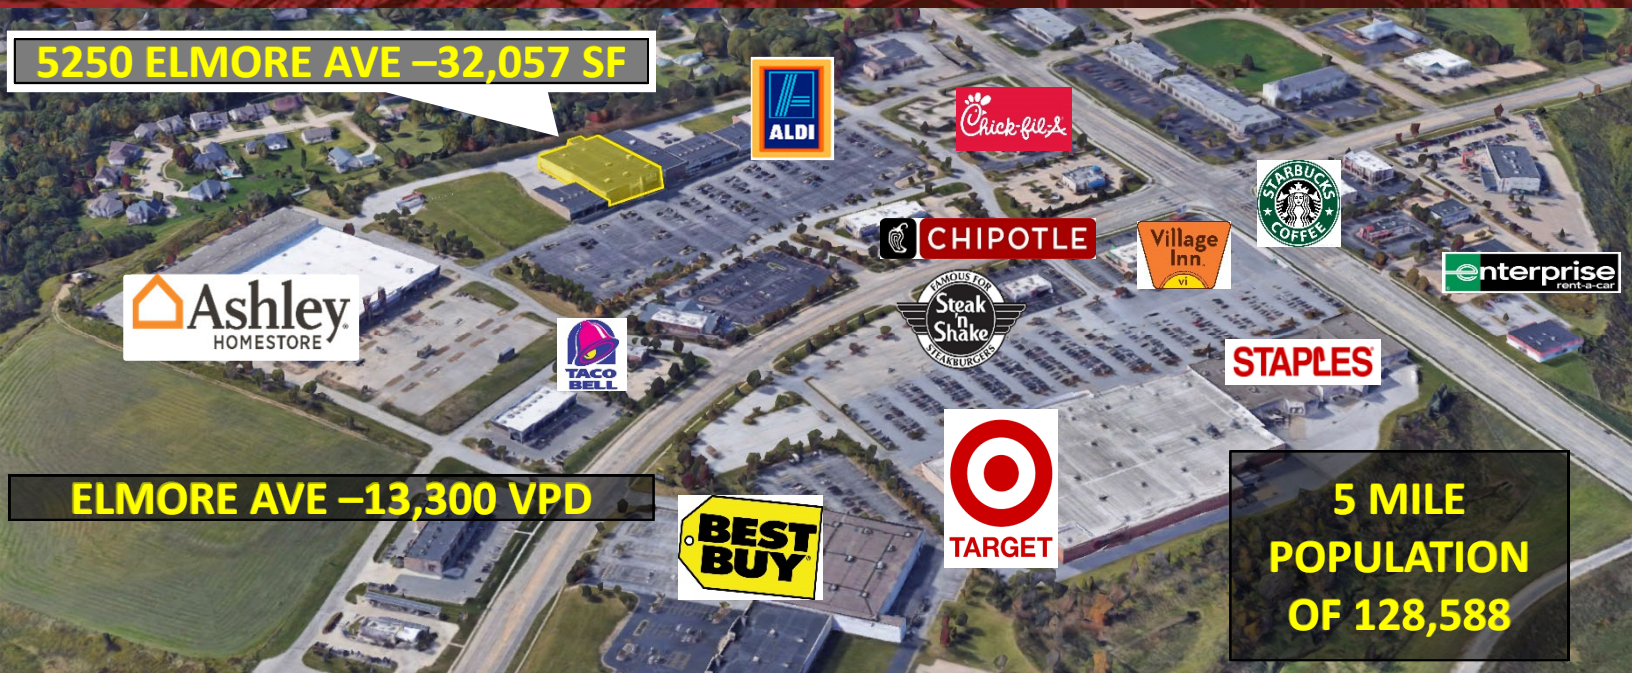 5250 ELMORE AVE –32,057 SF
ALDI
Chick-fil-A
STARBUCKS
COFFEE
CHIPOTLE
Village
Inn
vi
enterprise
rent-a-car
Ashley
HOMESTORE
FAMOUS FOR
Steak
'n
Shake
STEAKBURGERS
TACO
BELL
STAPLES
TARGET
ELMORE AVE –13,300 VPD
BEST
BUY
5 MILE
POPULATION
OF 128,588